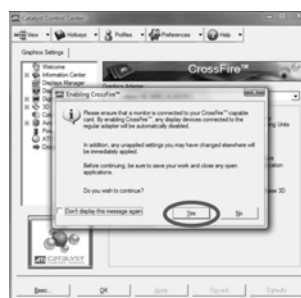 Catalyst Control Center
View Hotkeys Profiles Preferences Help
Graphics Settings
Welcome
Information Center
Displays Manager
CrossFire™
Enabling CrossFire™
Please ensure that a monitor is connected to your CrossFire™-capable
card. By enabling CrossFire™, any display devices connected to the
regular adapter will be automatically disabled.
In addition, any unapplied settings you may have changed elsewhere will
be immediately applied.
Before continuing, be sure to save your work and close any open
applications.
Do you wish to continue?
Don't display this message again
Yes No
CATALYST
Basic... OK Apply Discard Defaults